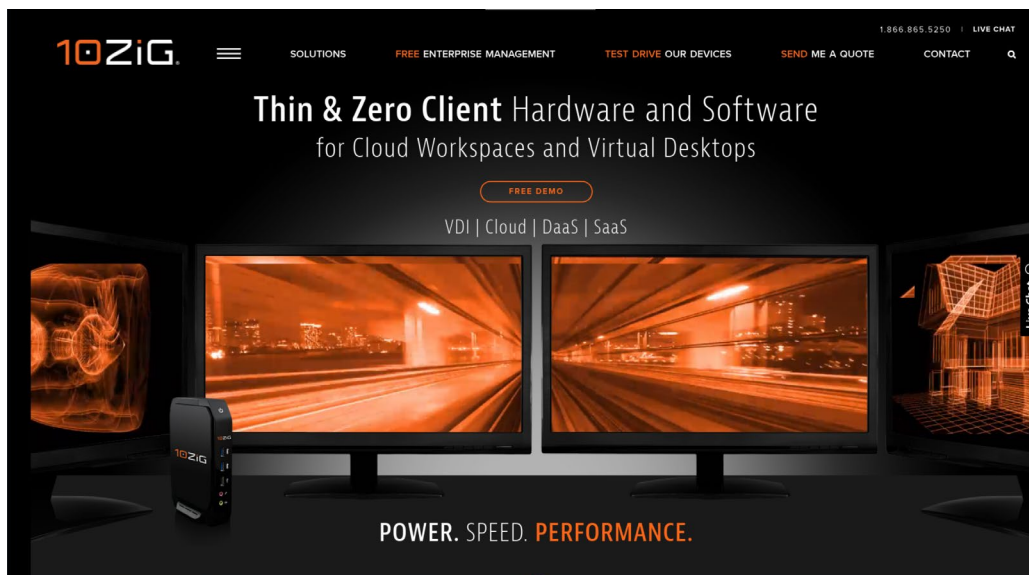 1.866.865.5250 | LIVE CHAT
10ZiG.
SOLUTIONS
FREE ENTERPRISE MANAGEMENT
TEST DRIVE OUR DEVICES
SEND ME A QUOTE
CONTACT
Thin & Zero Client Hardware and Software
for Cloud Workspaces and Virtual Desktops
FREE DEMO
VDI | Cloud | DaaS | SaaS
10ZiG
10ZiG
POWER. SPEED. PERFORMANCE.